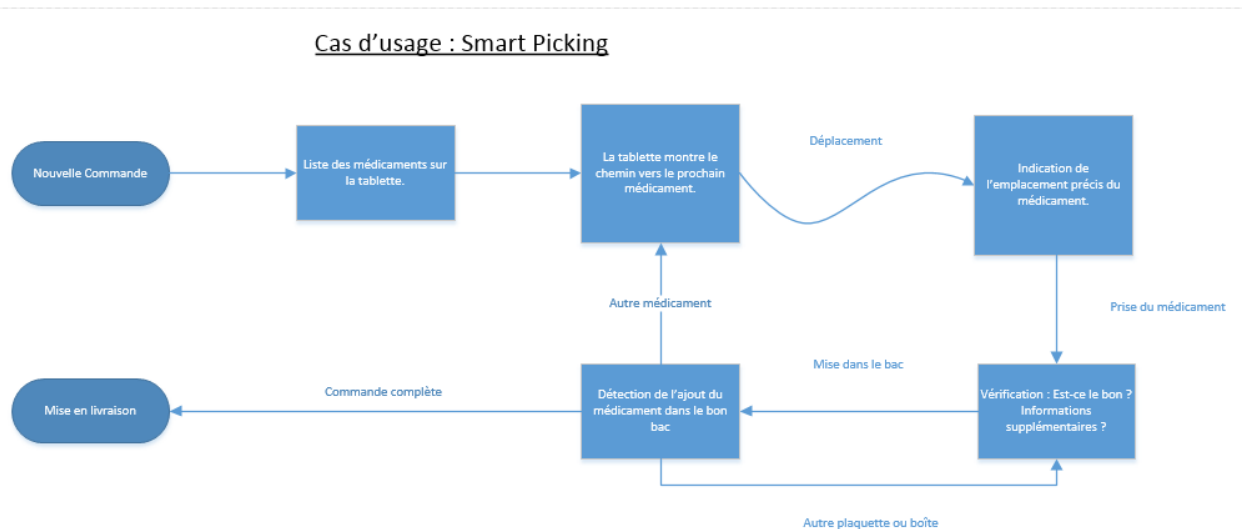 Cas d'usage : Smart Picking
Nouvelle Commande
Liste des médicaments sur
la tablette.
La tablette montre le
chemin vers le prochain
médicament.
Déplacement
Indication de
l'emplacement précis du
médicament.
Autre médicament
Prise du médicament
Mise en livraison
Commande complète
Détection de l'ajout du
médicament dans le bon
bac
Mise dans le bac
Vérification : Est-ce le bon ?
Informations
supplémentaires ?
Autre plaquette ou boîte